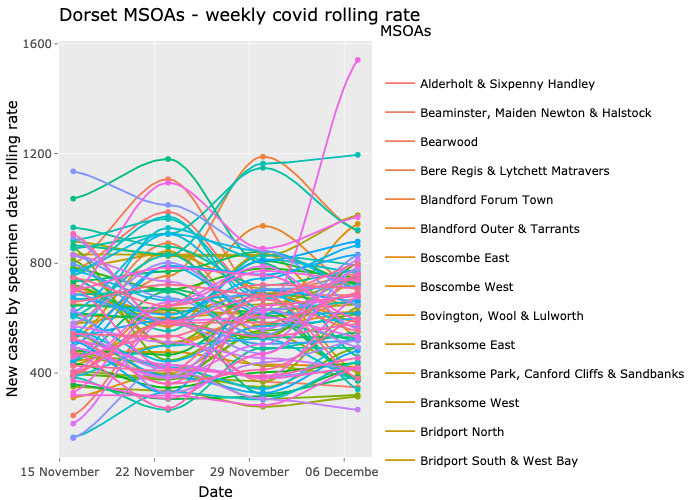 Dorset MSOAs - weekly covid rolling rate
MSOAs
New cases by specimen date rolling rate
1600
1200
800
400
15 November
22 November
29 November
06 Decembe
Date
Alderholt & Sixpenny Handley
Beaminster, Maiden Newton & Halstock
Bearwood
Bere Regis & Lytchett Matravers
Blandford Forum Town
Blandford Outer & Tarrants
Boscombe East
Boscombe West
Bovington, Wool & Lulworth
Branksome East
Branksome Park, Canford Cliffs & Sandbanks
Branksome West
Bridport North
Bridport South & West Bay